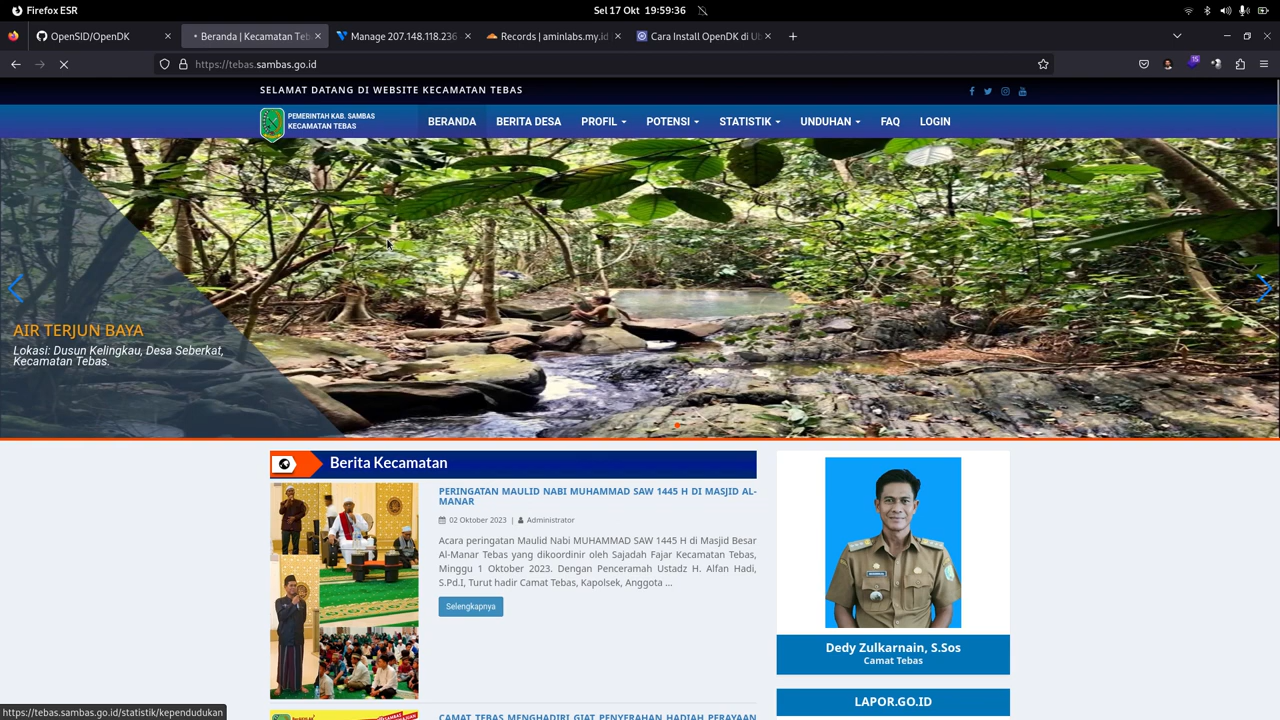 Firefox ESR
Sel 17 Okt 19:59:36
OpenSID/OpenDK
Beranda | Kecamatan Teb
Manage 207.148.118.236
Records | aminlabs.my.id
Cara Install OpenDK di Ub
https://tebas.sambas.go.id
15
SELAMAT DATANG DI WEBSITE KECAMATAN TEBAS
PEMERINTAH KAB. SAMBAS
KECAMATAN TEBAS
BERANDA BERITA DESA PROFIL POTENSI STATISTIK UNDUHAN FAQ LOGIN
AIR TERJUN BAYA
Lokasi: Dusun Kelingkau, Desa Seberkat,
Kecamatan Tebas.
Berita Kecamatan
PERINGATAN MAULID NABI MUHAMMAD SAW 1445 H DI MASJID AL-
MANAR
02 Oktober 2023 | Administrator
Acara peringatan Maulid Nabi MUHAMMAD SAW 1445 H di Masjid Besar
Al-Manar Tebas yang dikoordinir oleh Sajadah Fajar Kecamatan Tebas,
Minggu 1 Oktober 2023. Dengan Penceramah Ustadz H. Alfan Hadi,
S.Pd.I, Turut hadir Camat Tebas, Kapolsek, Anggota ...
Selengkapnya
CAMAT TEBAS MENGHADIRI GIAT PENYERAHAN HADIAH PERAYAAN
Dedy Zulkarnain, S.Sos
Camat Tebas
LAPOR.GO.ID
https://tebas.sambas.go.id/statistik/kependudukan